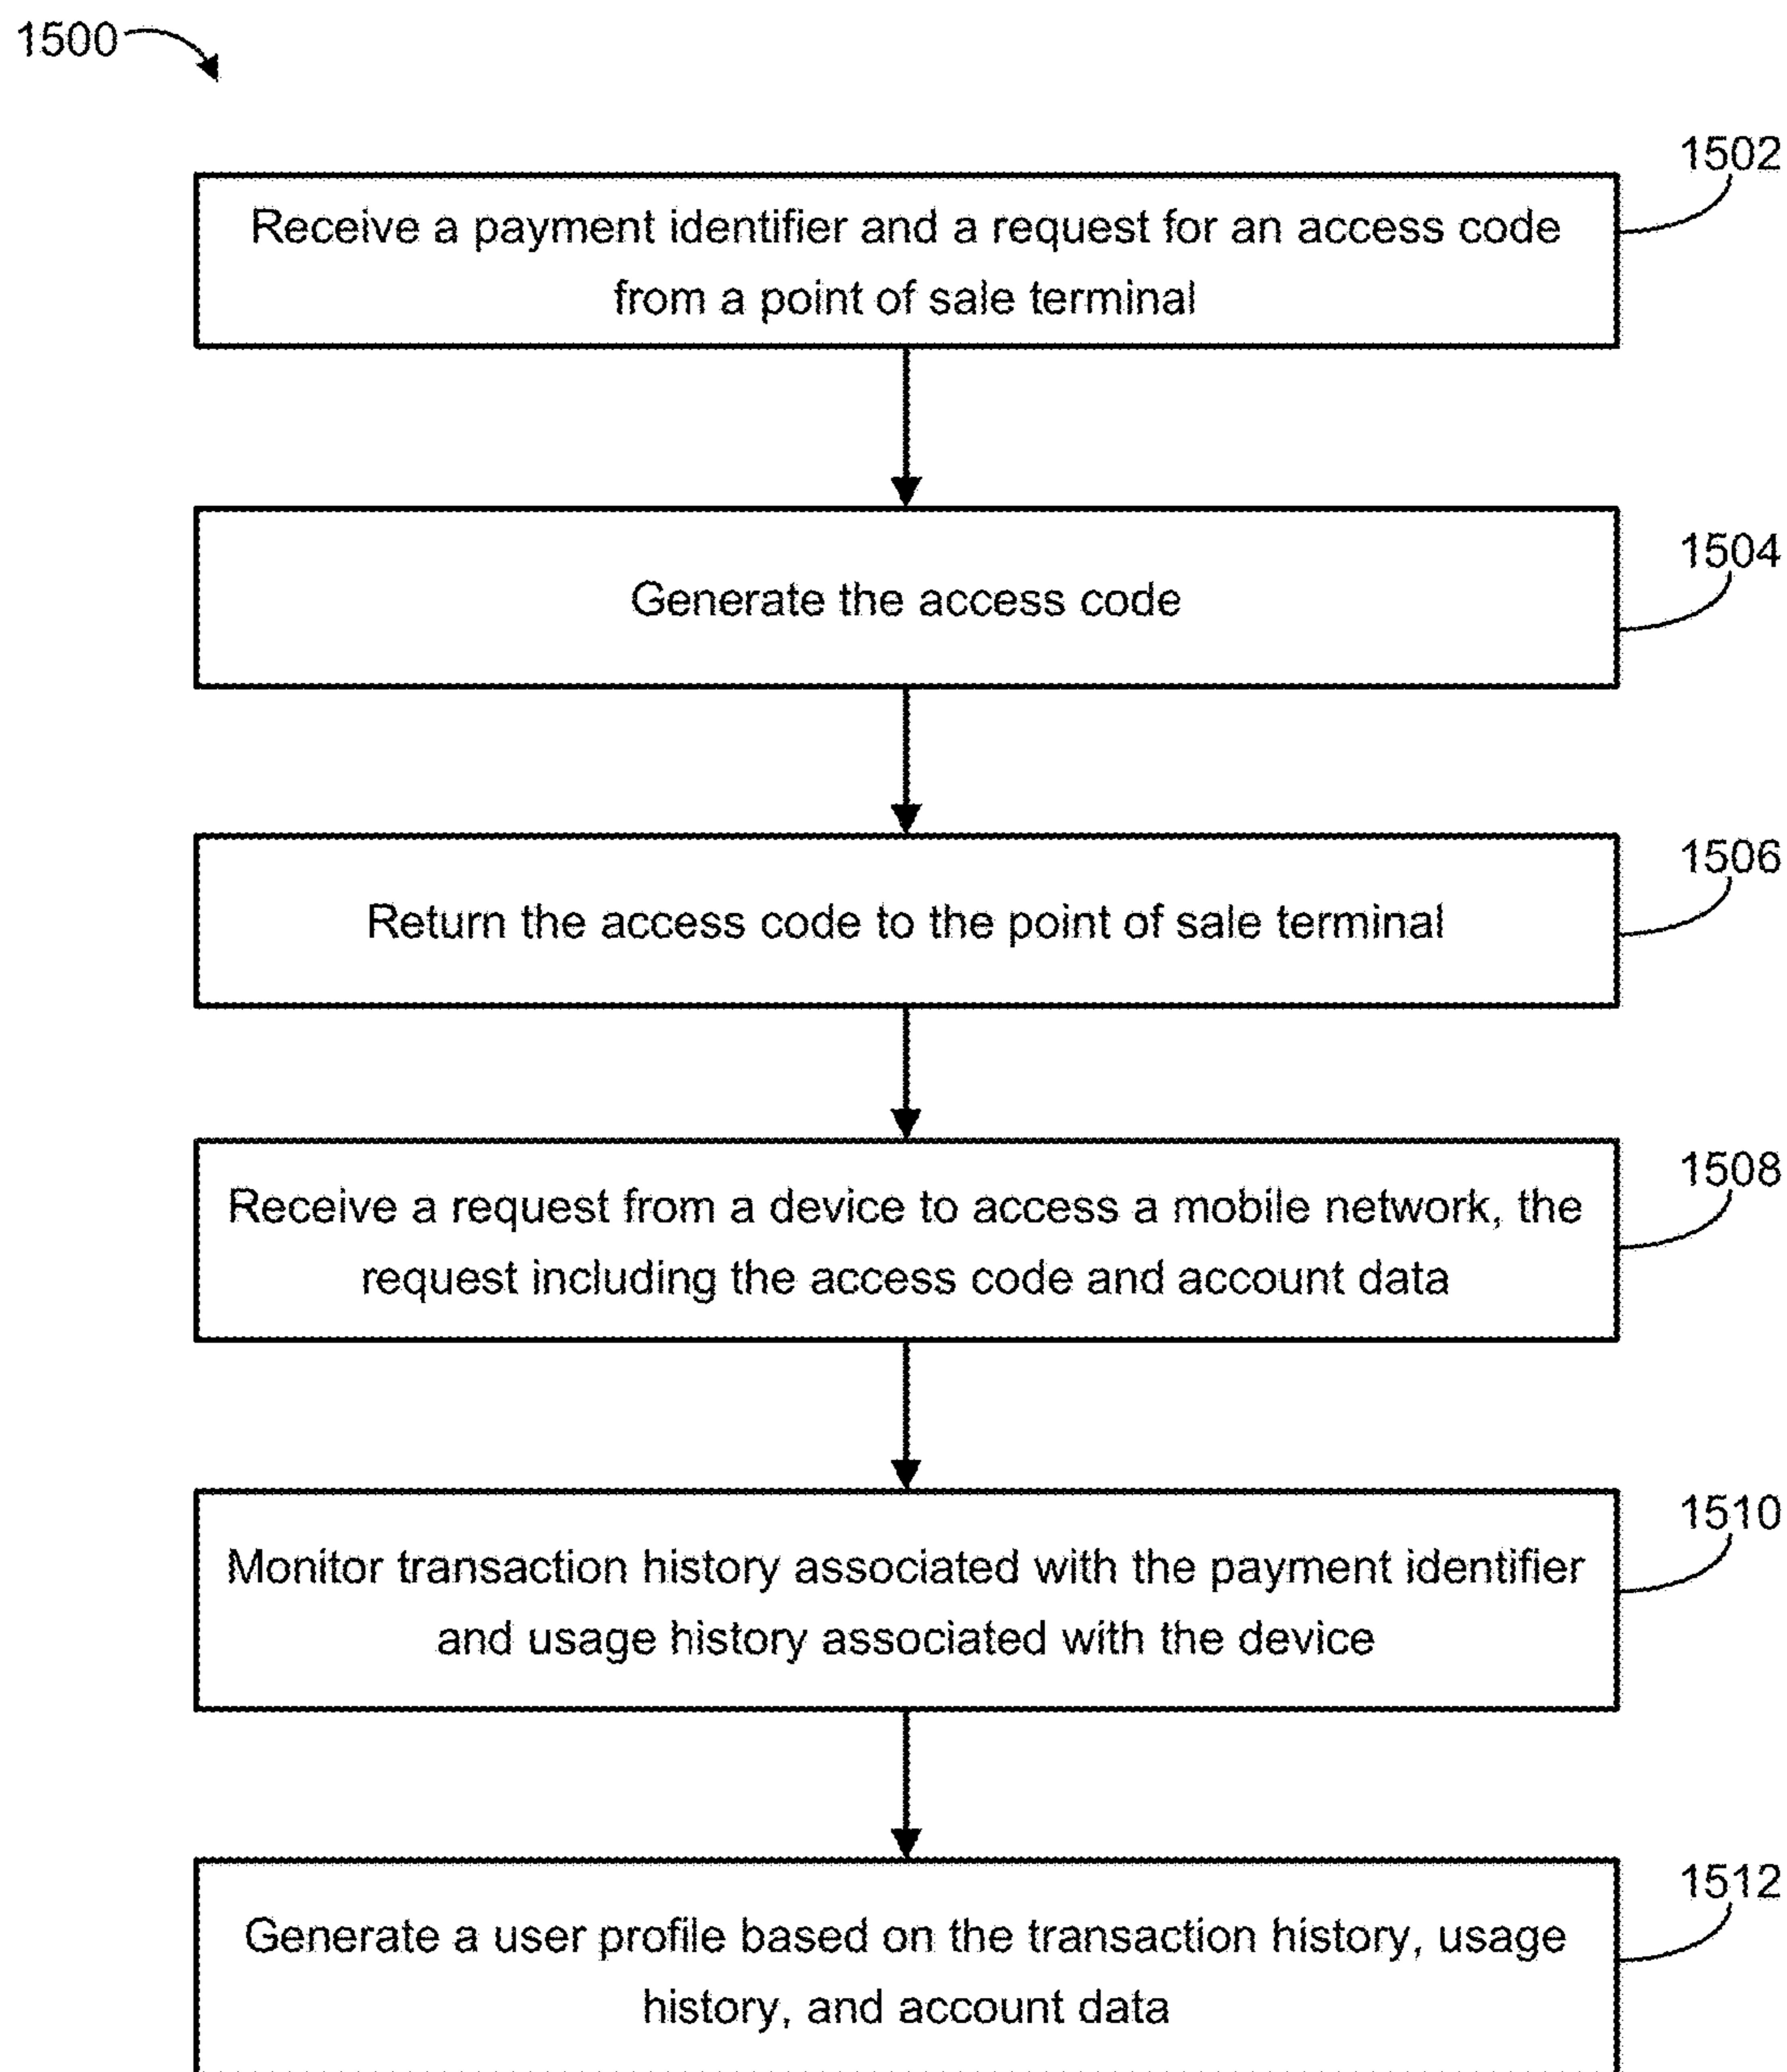 1500
1502
Receive a payment identifier and a request for an access code
from a point of sale terminal
1504
Generate the access code
1506
Return the access code to the point of sale terminal
1508
Receive a request from a device to access a mobile network, the
request including the access code and account data
1510
Monitor transaction history associated with the payment identifier
and usage history associated with the device
1512
Generate a user profile based on the transaction history, usage
history, and account data